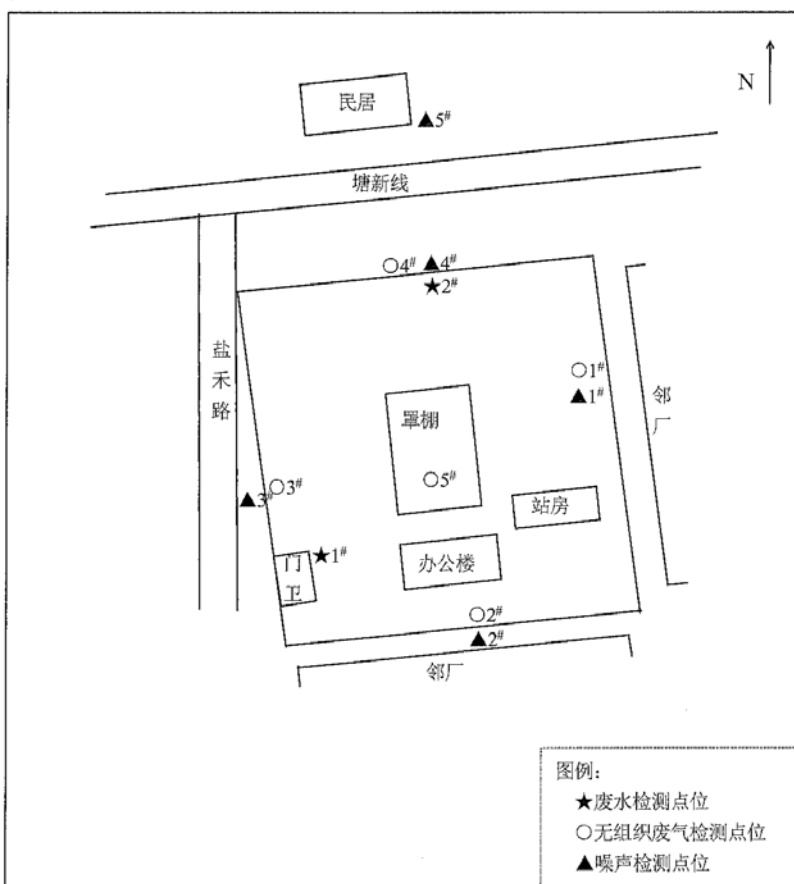 N
民居
▲5#
塘新线
○4# ▲4#
★2#
盐禾路
○1#
▲1#
邻厂
罩棚
○5#
○3#
▲3#
站房
★1#
门卫
办公楼
○2#
▲2#
邻厂
图例：
★废水检测点位
○无组织废气检测点位
▲噪声检测点位